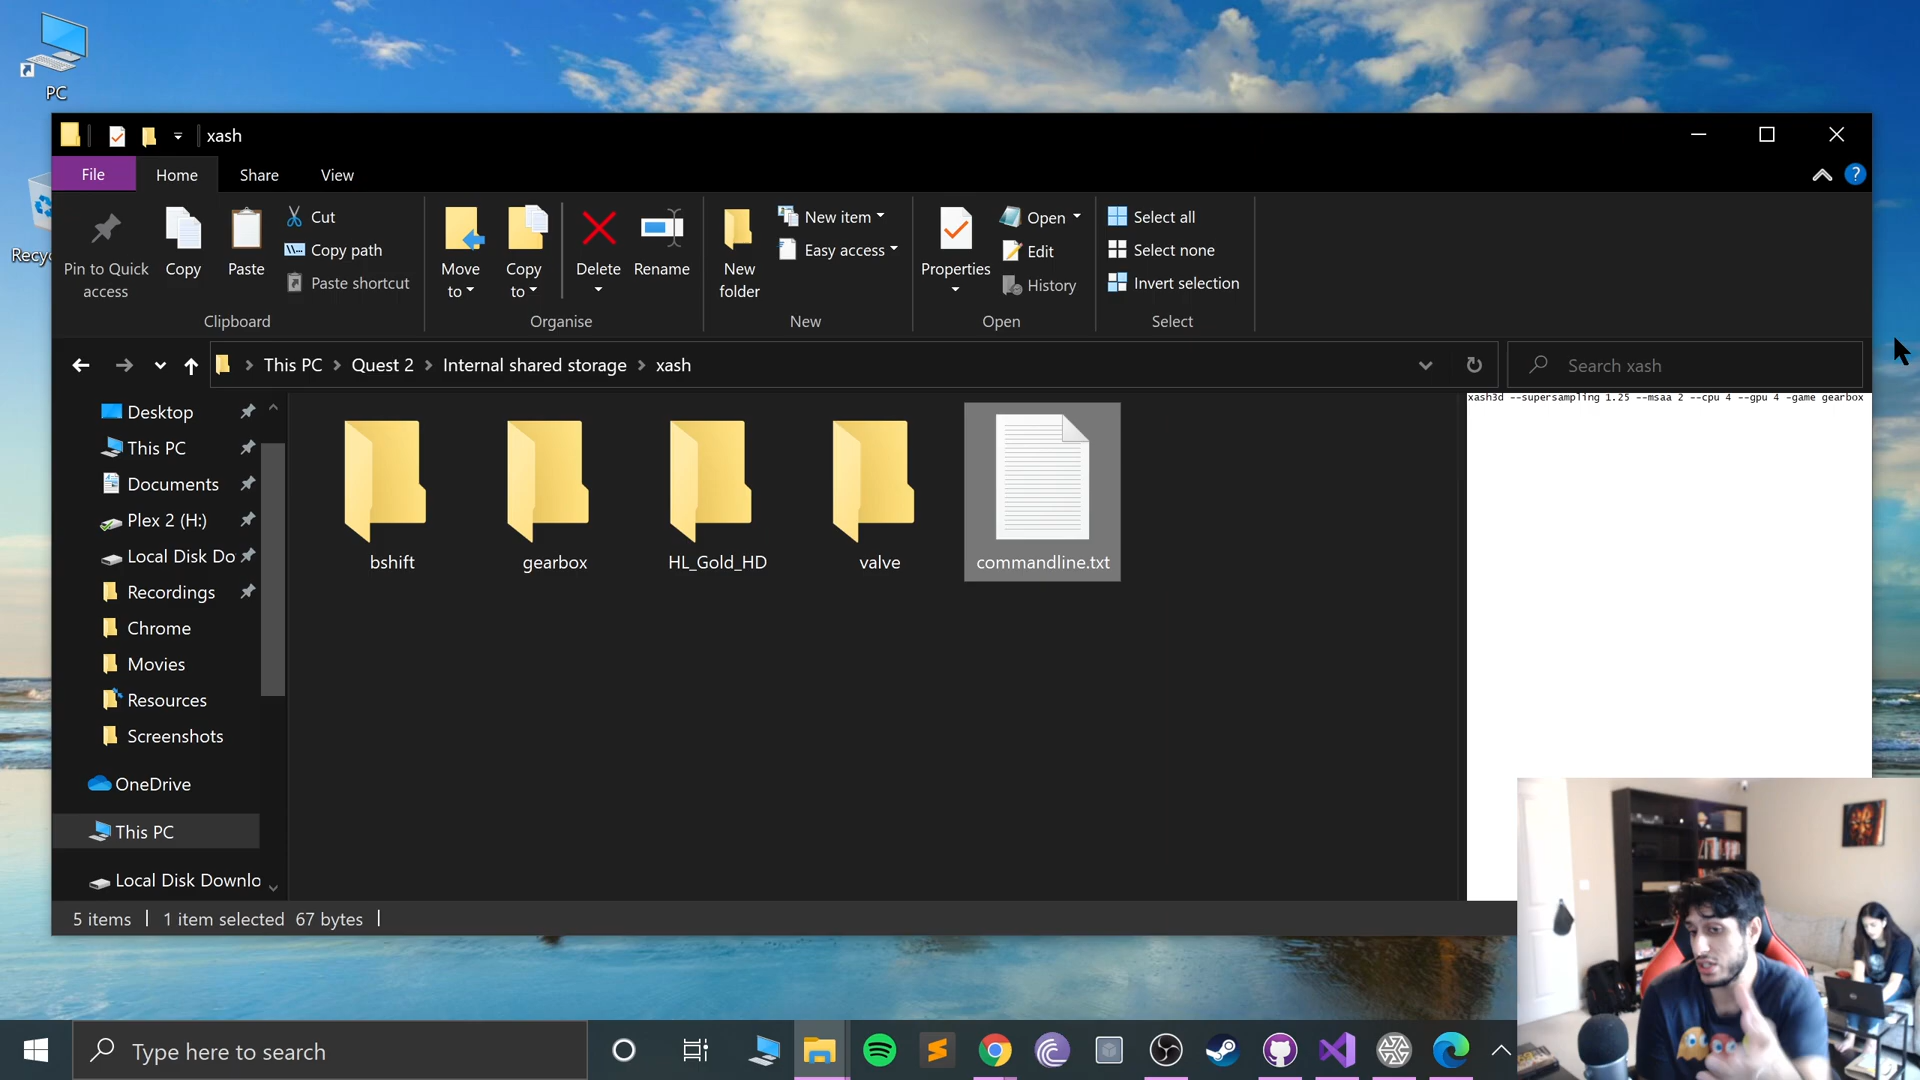 PC
Recyc
xash
File
Home
Share
View
Pin to Quick access
Copy
Paste
Cut
Copy path
Paste shortcut
Clipboard
Move to
Copy to
Delete
Rename
Organise
New folder
New item
Easy access
New
Properties
Open
Edit
History
Open
Select all
Select none
Invert selection
Select
This PC > Quest 2 > Internal shared storage > xash
Search xash
Desktop
This PC
Documents
Plex 2 (H:)
Local Disk Do
Recordings
Chrome
Movies
Resources
Screenshots
OneDrive
This PC
Local Disk Downlo
bshift
gearbox
HL_Gold_HD
valve
commandline.txt
xash3d --supersampling 1.25 --msaa 2 --cpu 4 --gpu 4 -game gearbox
5 items
1 item selected 67 bytes
Type here to search